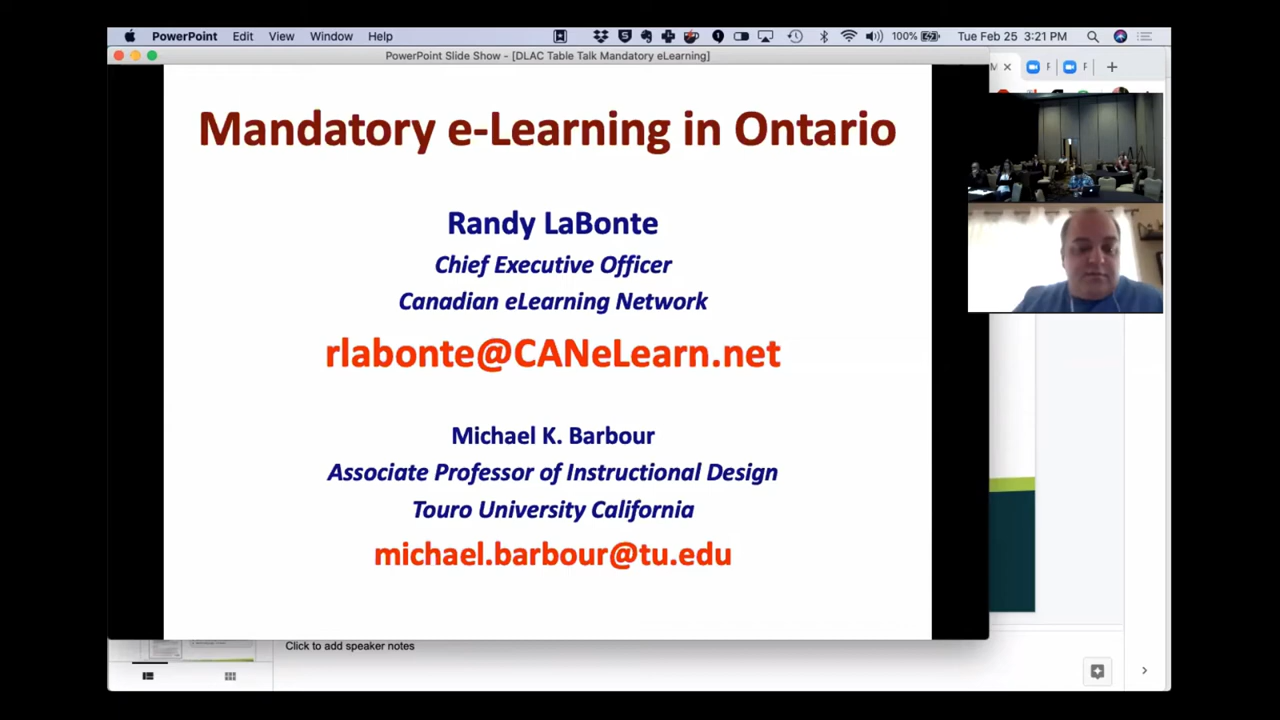 PowerPoint Edit View Window Help 100% Tue Feb 25 3:21 PM
PowerPoint Slide Show - [DLAC Table Talk Mandatory eLearning]
Mandatory e-Learning in Ontario
Randy LaBonte
Chief Executive Officer
Canadian eLearning Network
rlabonte@CANeLearn.net
Michael K. Barbour
Associate Professor of Instructional Design
Touro University California
michael.barbour@tu.edu
Click to add speaker notes